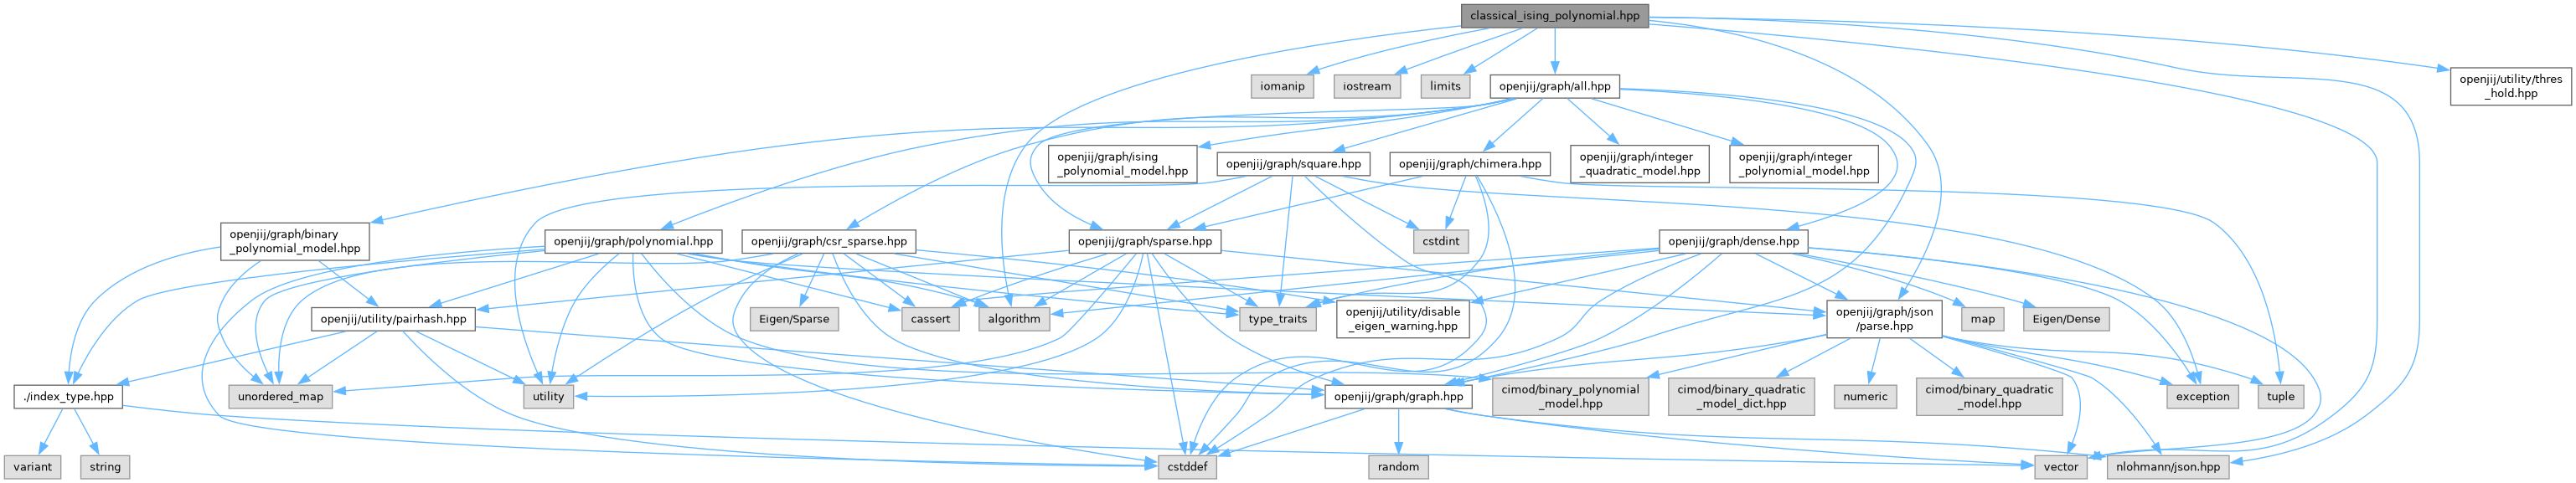 classical_ising_polynomial.hpp
iomanip
iostream
limits
openjij/graph/all.hpp
openjij/utility/thres
_hold.hpp
openjij/graph/ising
_polynomial_model.hpp
openjij/graph/square.hpp
openjij/graph/chimera.hpp
openjij/graph/integer
_quadratic_model.hpp
openjij/graph/integer
_polynomial_model.hpp
openjij/graph/binary
_polynomial_model.hpp
openjij/graph/polynomial.hpp
openjij/graph/csr_sparse.hpp
openjij/graph/sparse.hpp
cstdint
openjij/graph/dense.hpp
openjij/utility/pairhash.hpp
Eigen/Sparse
cassert
algorithm
type_traits
openjij/utility/disable
_eigen_warning.hpp
openjij/graph/json
/parse.hpp
map
Eigen/Dense
./index_type.hpp
unordered_map
utility
openjij/graph/graph.hpp
cimod/binary_polynomial
_model.hpp
cimod/binary_quadratic
_model_dict.hpp
numeric
cimod/binary_quadratic
_model.hpp
exception
tuple
variant
string
cstddef
random
vector
nlohmann/json.hpp